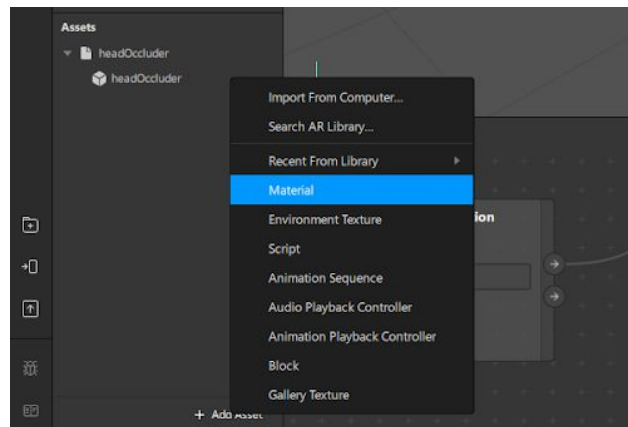 Assets
headOccluder
headOccluder
Import From Computer...
Search AR Library...
Recent From Library
Material
Environment Texture
Script
Animation Sequence
Audio Playback Controller
Animation Playback Controller
Block
Gallery Texture
ion
+ Add Asset